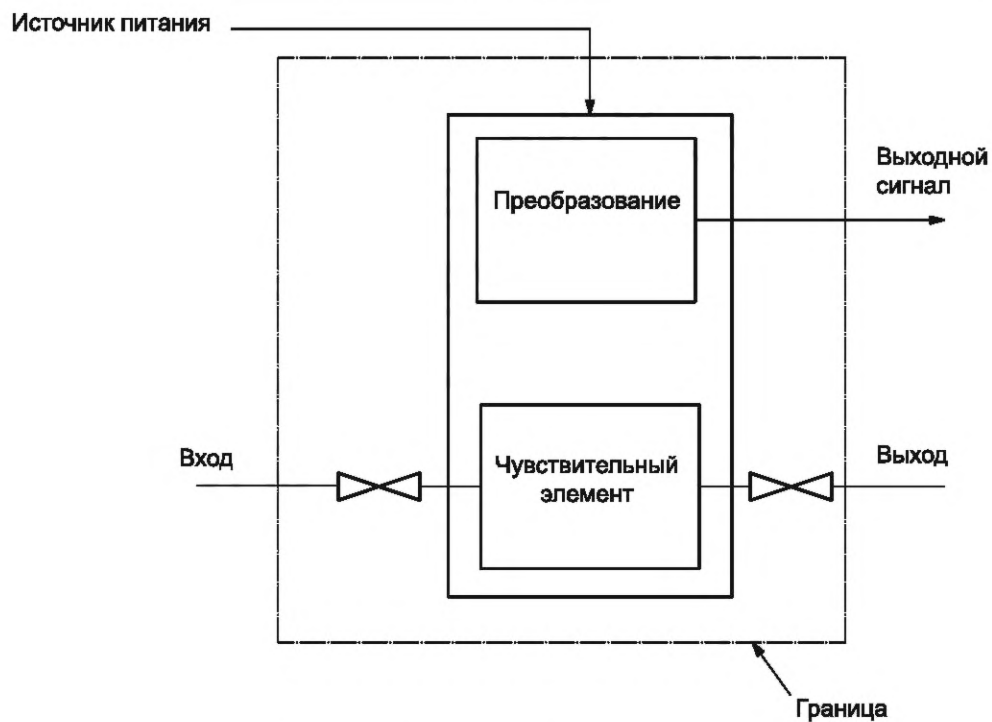 Источник питания
Выходной
сигнал
Преобразование
Вход
Чувствительный
элемент
Выход
Граница